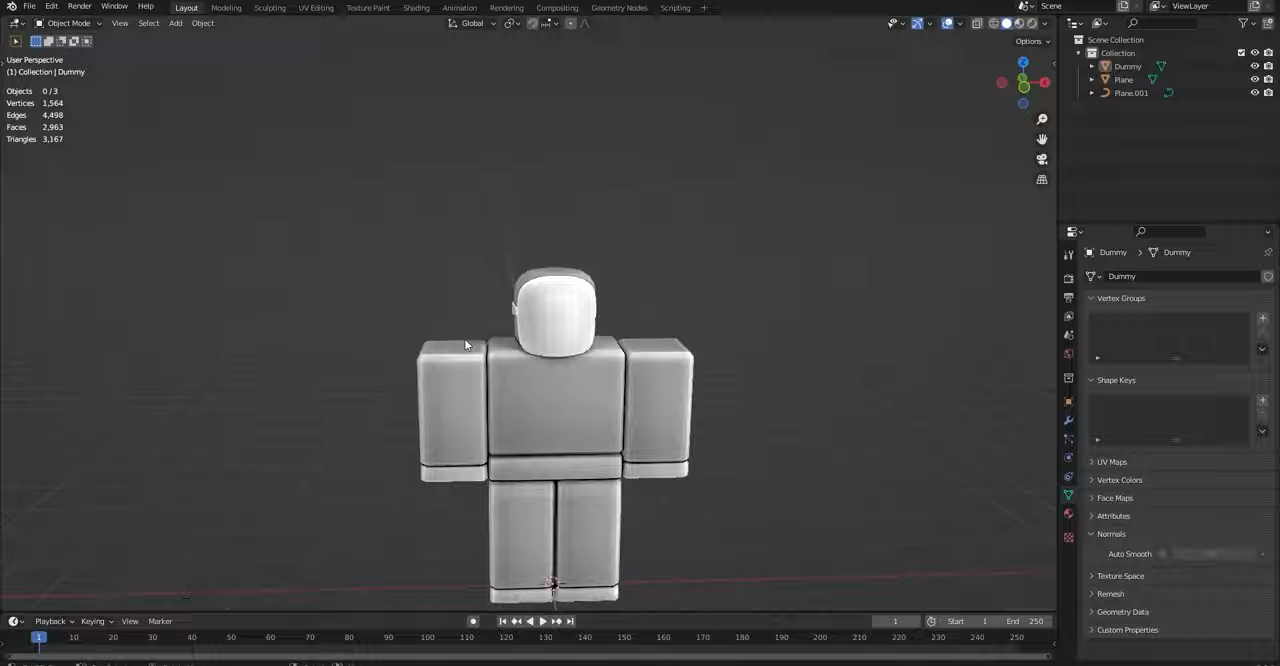 File Edit Render Window Help Layout Modeling Sculpting UV Editing Texture Paint Shading Animation Rendering Compositing Geometry Nodes Scripting + Scene ViewLayer
Object Mode View Select Add Object Global
Options
User Perspective
(1) Collection | Dummy
Objects 0 / 3
Vertices 1,564
Edges 4,498
Faces 2,963
Triangles 3,167
Z
X
Scene Collection
Collection
Dummy
Plane
Plane.001
Dummy > Dummy
Dummy
Vertex Groups
Shape Keys
UV Maps
Vertex Colors
Face Maps
Attributes
Normals
Auto Smooth
Texture Space
Remesh
Geometry Data
Custom Properties
Playback Keying View Marker 1 Start 1 End 250
1 10 20 30 40 50 60 70 80 90 100 110 120 130 140 150 160 170 180 190 200 210 220 230 240 250